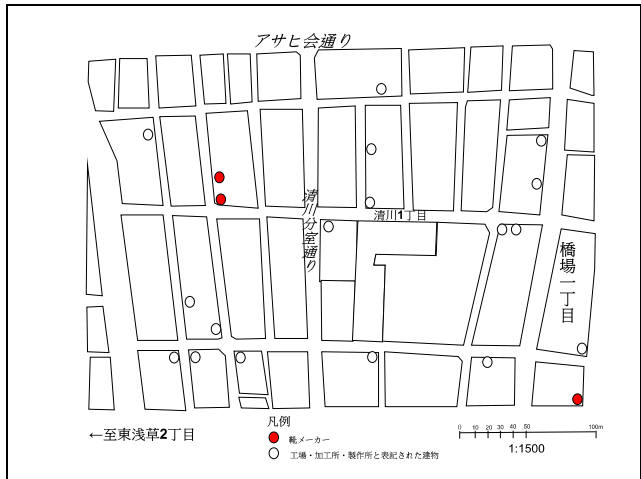 アサヒ会通り
清川分室通り
清川1丁目
橋場一丁目
←至東浅草2丁目
凡例
靴メーカー
工場・加工所・製作所と表記された建物
0 10 20 30 40 50 100m
1:1500